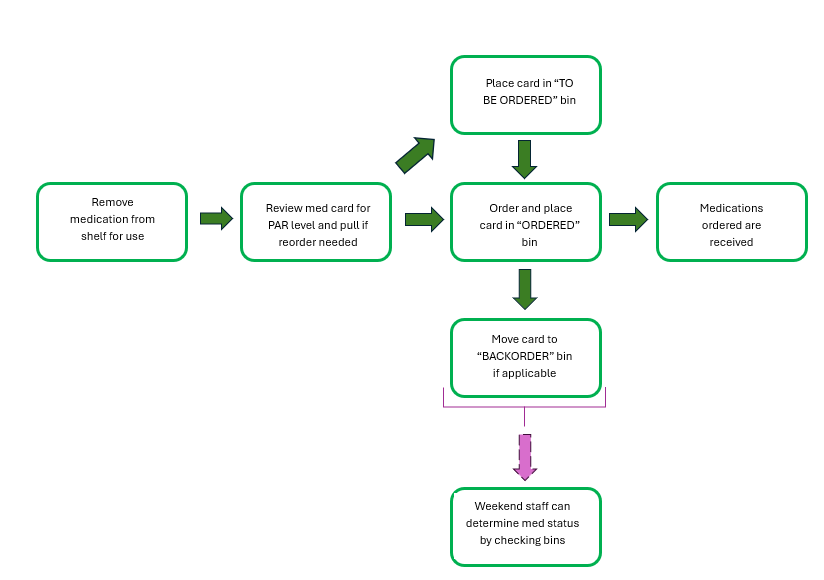 Place card in “TO
BE ORDERED” bin
Remove
medication from
shelf for use
Review med card for
PAR level and pull if
reorder needed
Order and place
card in “ORDERED”
bin
Medications
ordered are
received
Move card to
“BACKORDER” bin
if applicable
Weekend staff can
determine med status
by checking bins